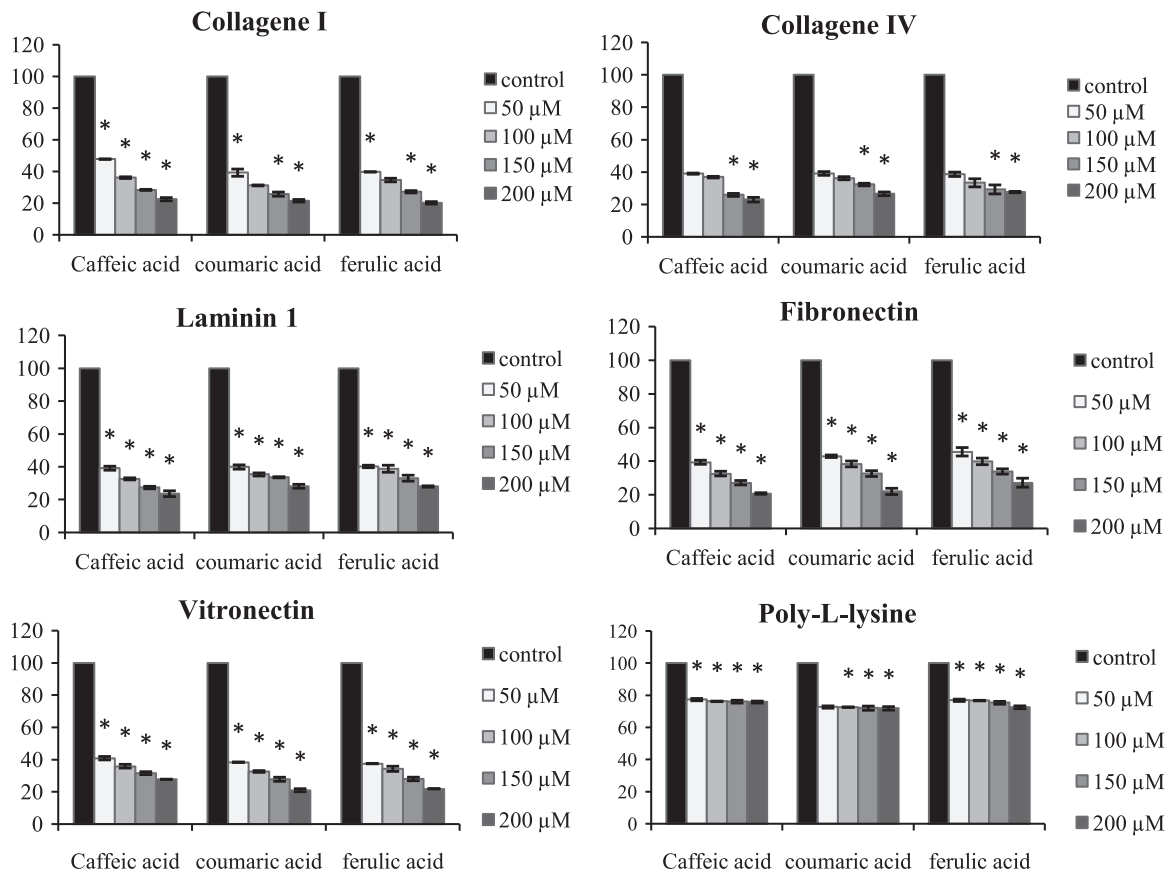 Collagene I
120
100
80
60
40
20
0
* * * *
* * *
* * *
Caffeic acid coumaric acid ferulic acid
control
50 µM
100 µM
150 µM
200 µM
Collagene IV
120
100
80
60
40
20
0
* *
* *
* *
Caffeic acid coumaric acid ferulic acid
control
50 µM
100 µM
150 µM
200 µM
Laminin 1
120
100
80
60
40
20
0
* * * *
* * * *
* * * *
Caffeic acid coumaric acid ferulic acid
control
50 µM
100 µM
150 µM
200 µM
Fibronectin
120
100
80
60
40
20
0
* * * *
* * * *
* * * *
Caffeic acid coumaric acid ferulic acid
control
50 µM
100 µM
150 µM
200 µM
Vitronectin
120
100
80
60
40
20
0
* * * *
* * * *
* * * *
Caffeic acid coumaric acid ferulic acid
control
50 µM
100 µM
150 µM
200 µM
Poly-L-lysine
120
100
80
60
40
20
0
* * * *
* * *
* * * *
Caffeic acid coumaric acid ferulic acid
control
50 µM
100 µM
150 µM
200 µM